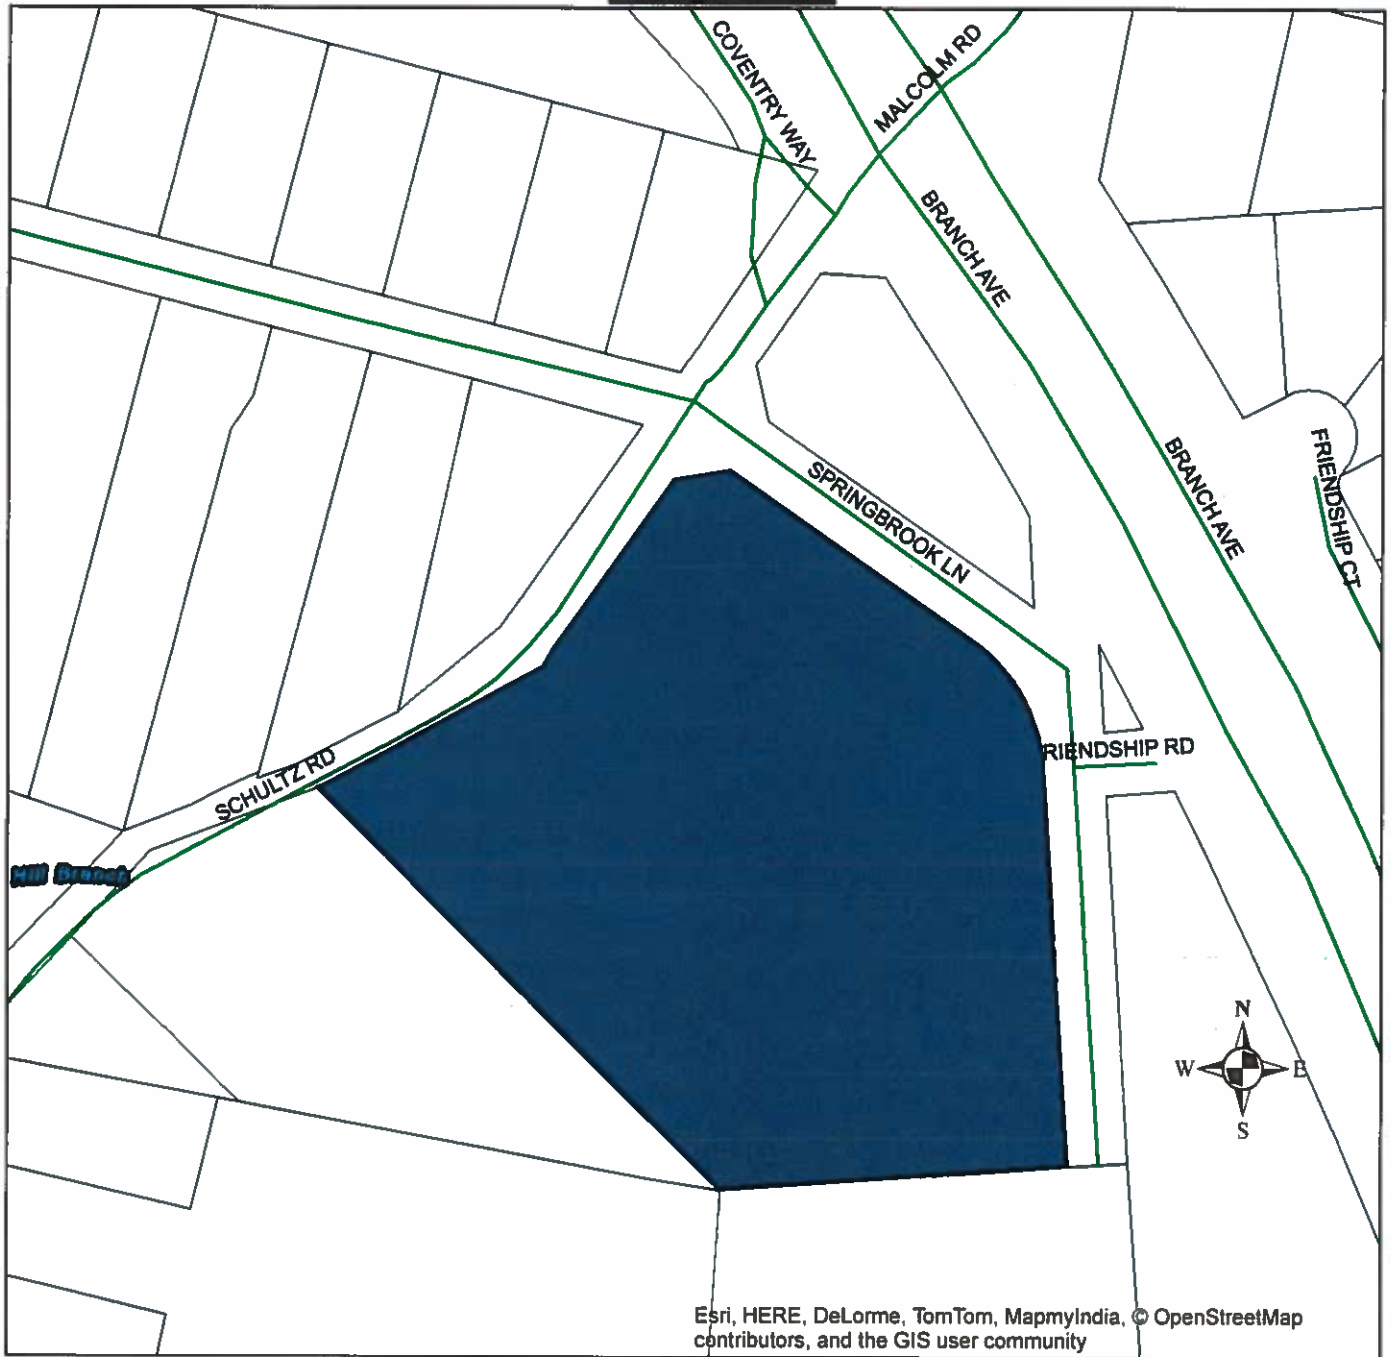 COVENTRY WAY
MALCOLM RD
BRANCH AVE
BRANCH AVE
FRIENDSHIP CT
SPRINGBROOK LN
RIENDSHIP RD
SCHULTZ RD
Hill Branch
N
W E
S
Esri, HERE, DeLorme, TomTom, MapmyIndia, © OpenStreetMap
contributors, and the GIS user community